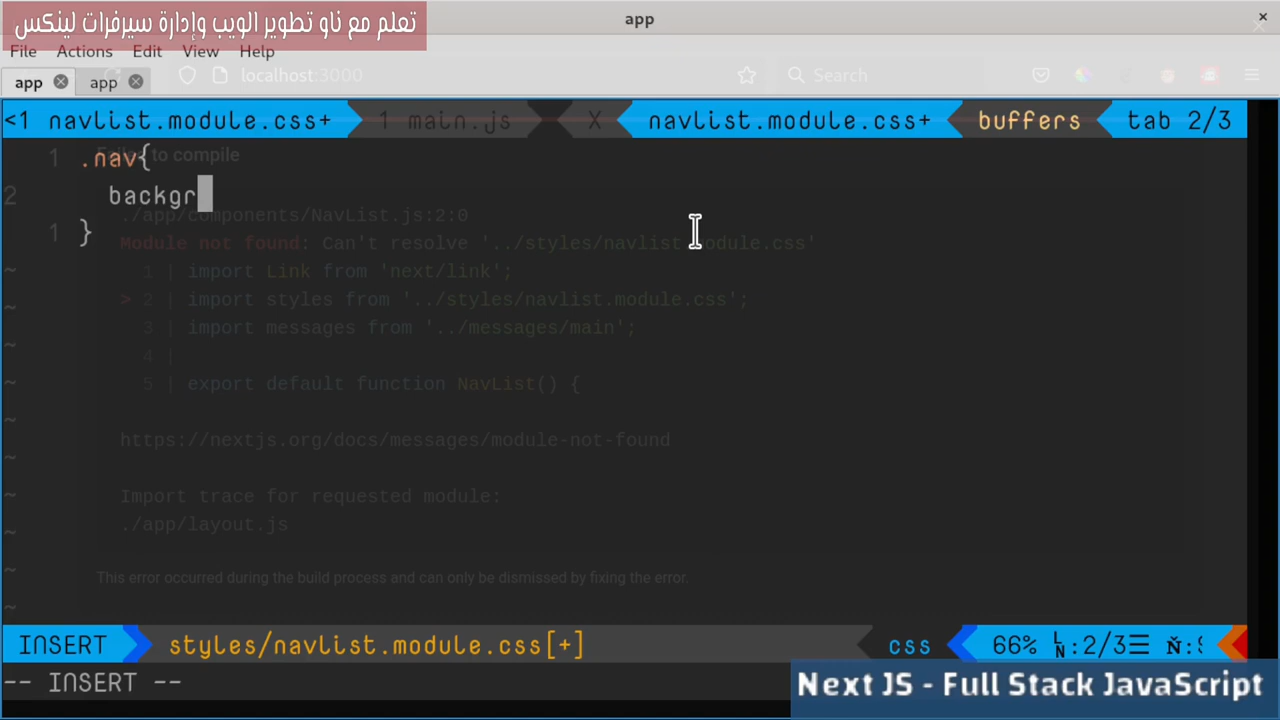 تعلم مع ناو تطوير الويب وإدارة سيرفرات لينكس
app
File Actions Edit View Help
app app localhost:3000 Search
<1 navlist.module.css+ 1 main.js X navlist.module.css+ buffers tab 2/3
1 .nav{
Failed to compile
2 backgr
./app/components/NavList.js:2:0
1 }
Module not found: Can't resolve '../styles/navlist.module.css'
1 | import Link from 'next/link';
> 2 | import styles from '../styles/navlist.module.css';
3 | import messages from '../messages/main';
4 |
5 | export default function NavList() {
https://nextjs.org/docs/messages/module-not-found
Import trace for requested module:
./app/layout.js
This error occurred during the build process and can only be dismissed by fixing the error.
INSERT styles/navlist.module.css[+] css 66% LN:2/3☰
-- INSERT --
Next JS - Full Stack JavaScript